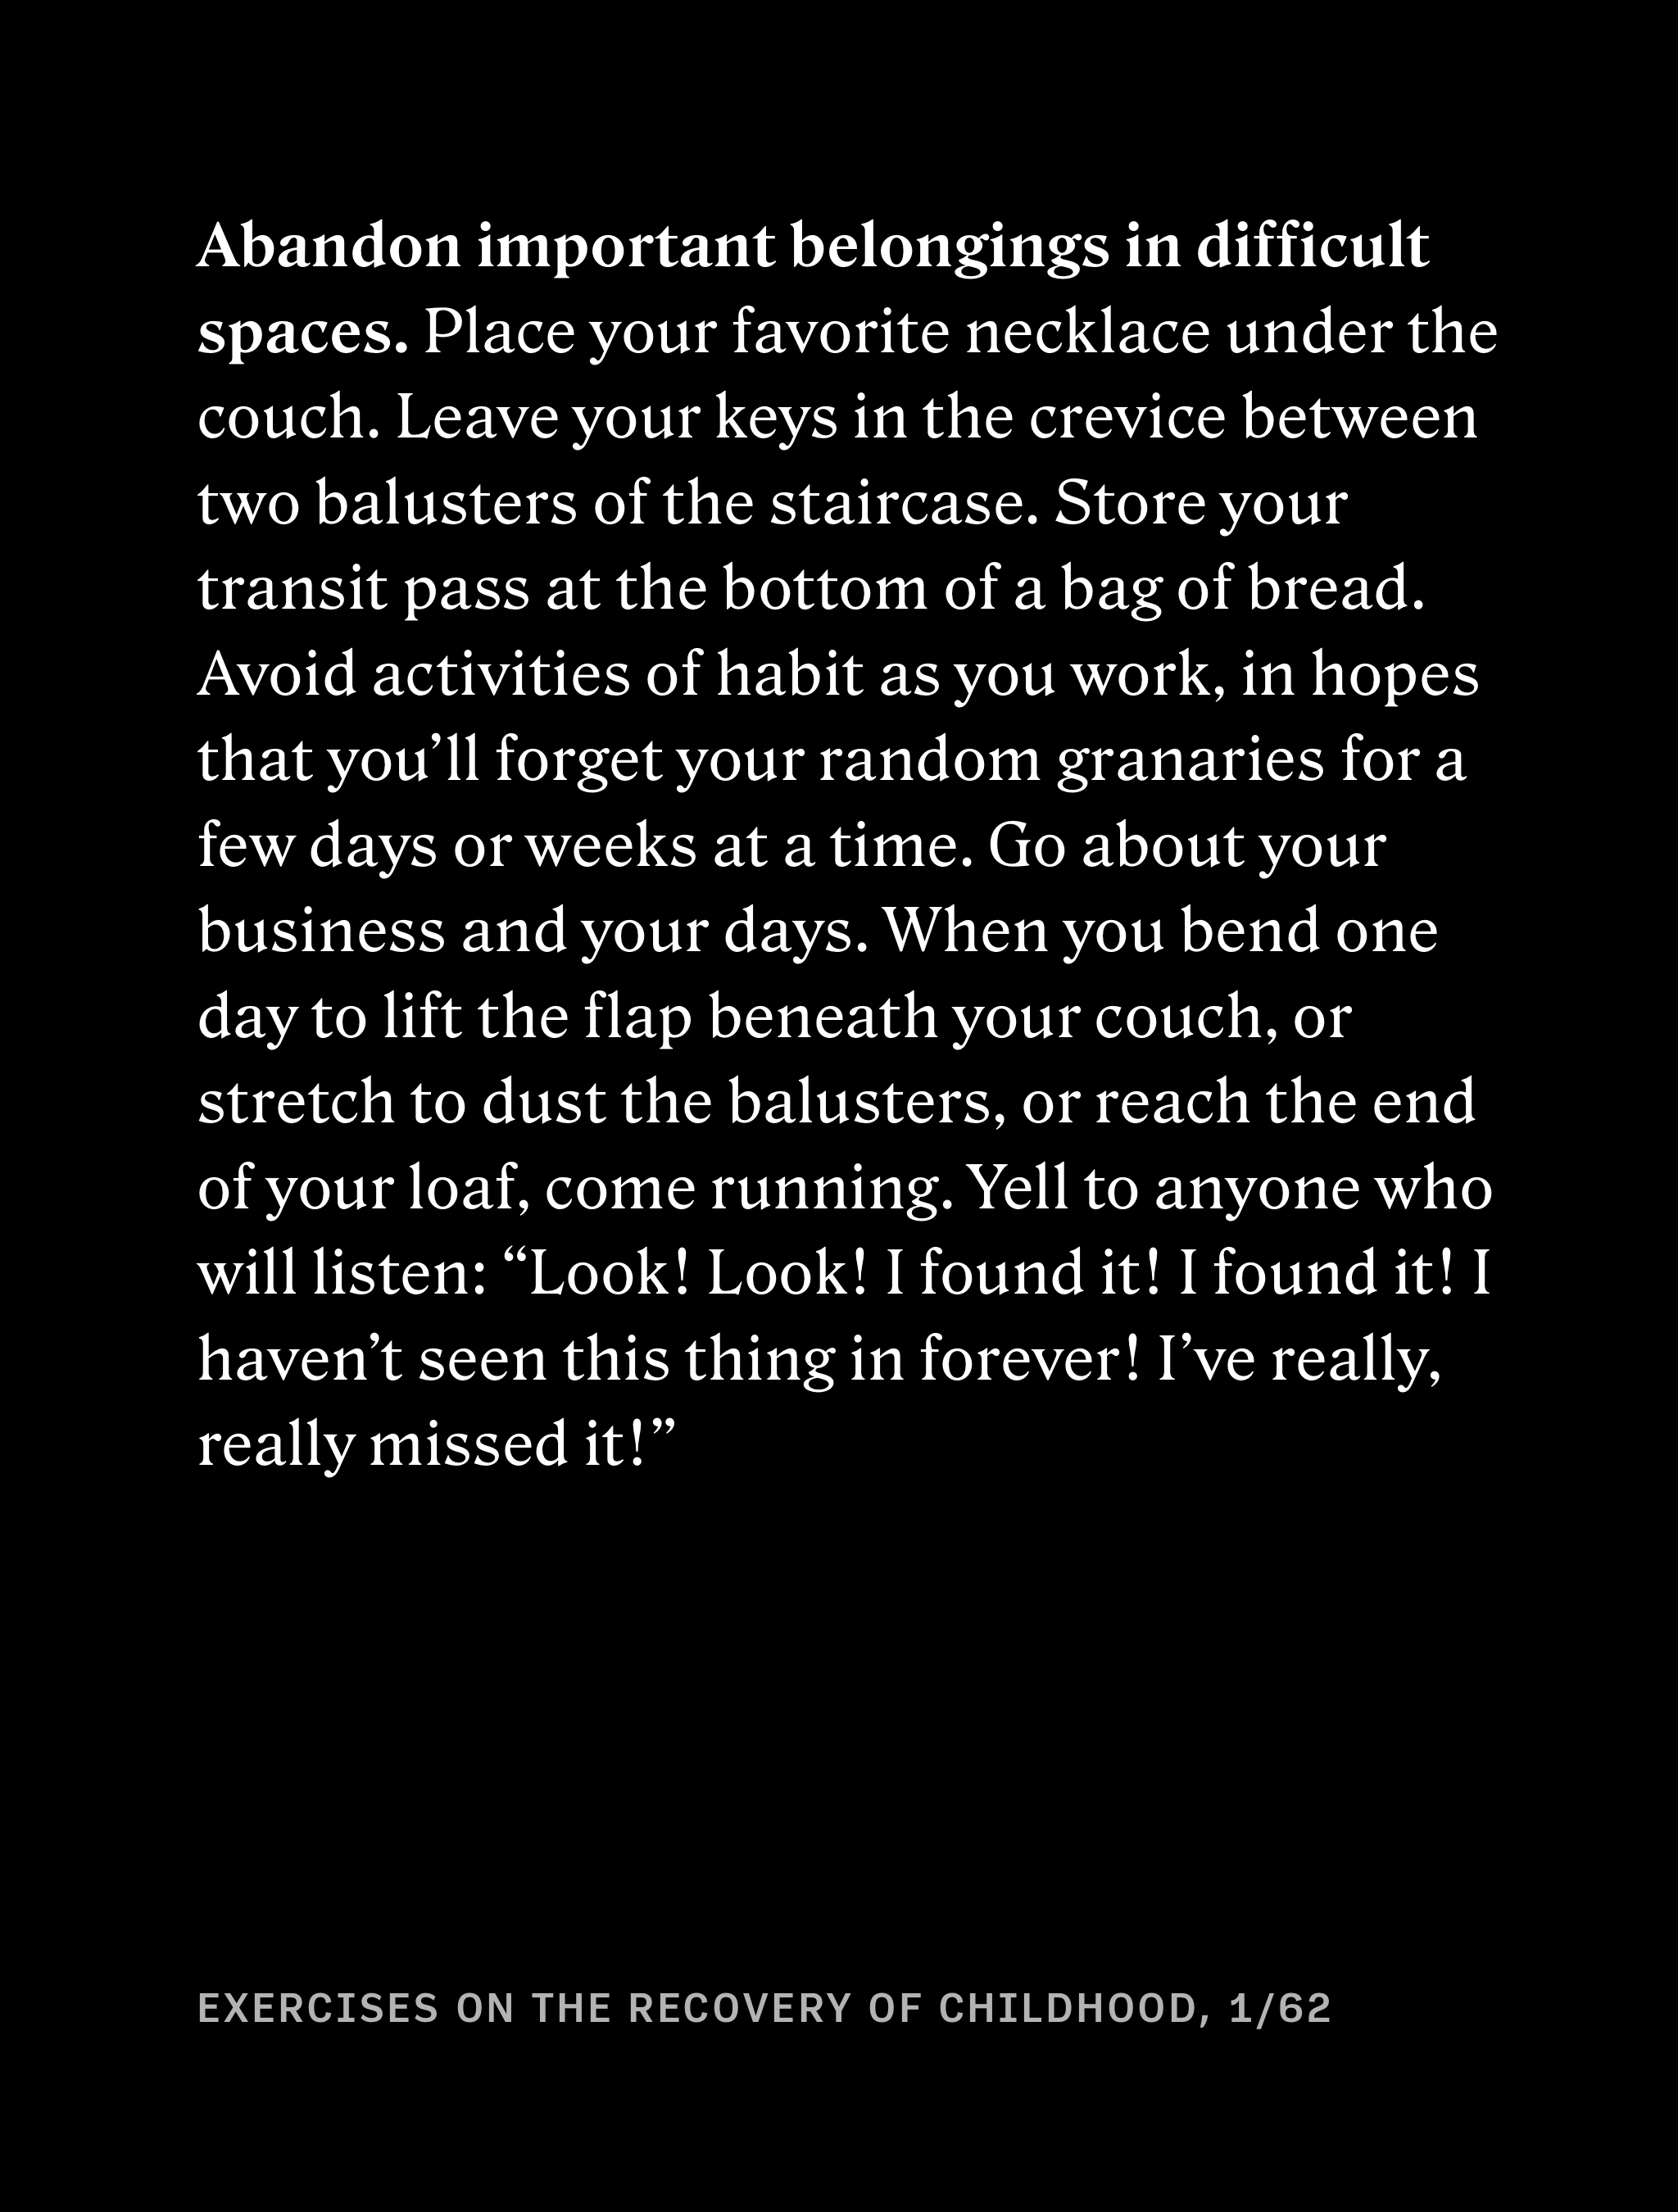 Abandon important belongings in difficult
spaces. Place your favorite necklace under the
couch. Leave your keys in the crevice between
two balusters of the staircase. Store your
transit pass at the bottom of a bag of bread.
Avoid activities of habit as you work, in hopes
that you’ll forget your random granaries for a
few days or weeks at a time. Go about your
business and your days. When you bend one
day to lift the flap beneath your couch, or
stretch to dust the balusters, or reach the end
of your loaf, come running. Yell to anyone who
will listen: “Look! Look! I found it! I found it! I
haven’t seen this thing in forever! I’ve really,
really missed it!”
EXERCISES ON THE RECOVERY OF CHILDHOOD, 1/62